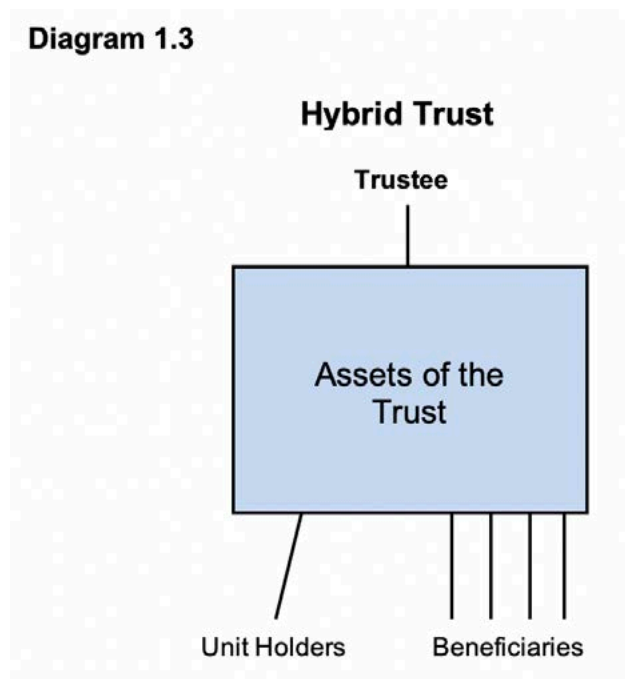 Diagram 1.3
Hybrid Trust
Trustee
Assets of the
Trust
Unit Holders
Beneficiaries